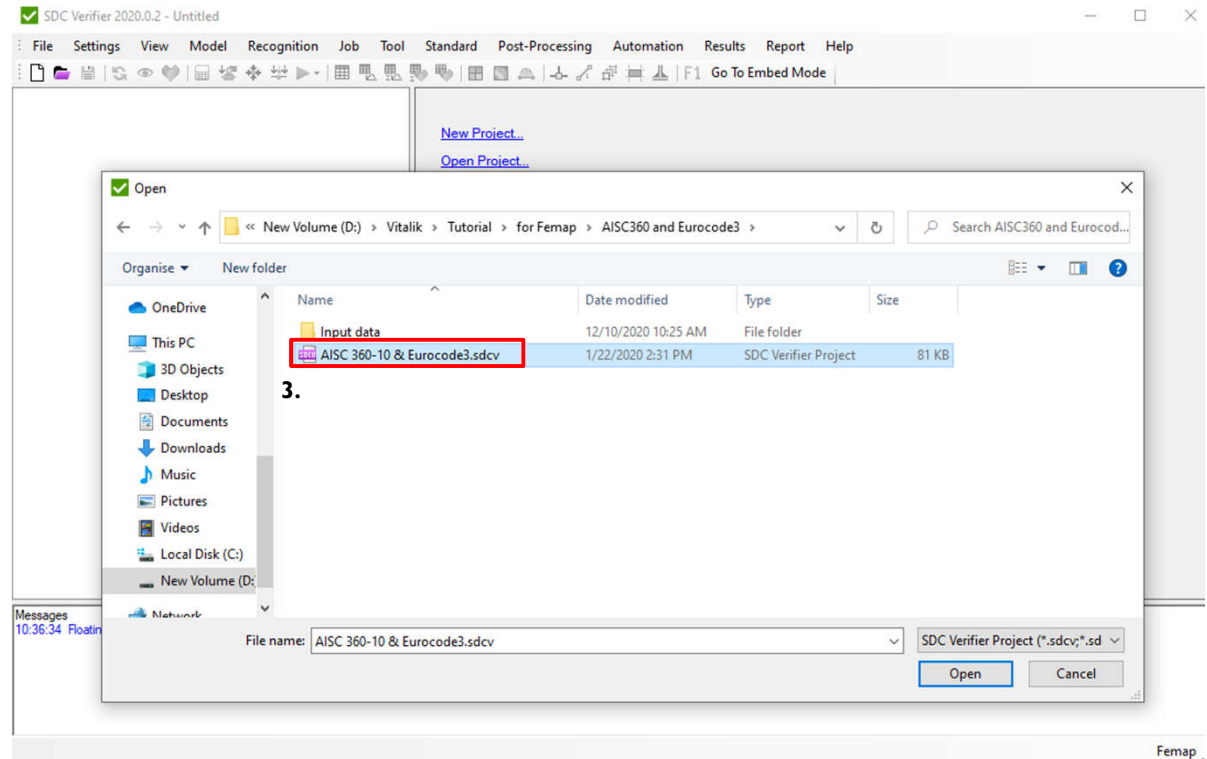 SDC Verifier 2020.0.2 - Untitled
File Settings View Model Recognition Job Tool Standard Post-Processing Automation Results Report Help
F1 Go To Embed Mode
New Project...
Open Project...
Open
« New Volume (D:) › Vitalik › Tutorial › for Femap › AISC360 and Eurocode3 ›
Search AISC360 and Eurocod...
Organise New folder
Name Date modified Type Size
OneDrive
This PC
3D Objects
Desktop
Documents
Downloads
Music
Pictures
Videos
Local Disk (C:)
New Volume (D:
Network
Input data 12/10/2020 10:25 AM File folder
AISC 360-10 & Eurocode3.sdcv 1/22/2020 2:31 PM SDC Verifier Project 81 KB
3.
Messages
10:36:34 Floatin
File name: AISC 360-10 & Eurocode3.sdcv
SDC Verifier Project (*.sdcv;*.sd
Open Cancel
Femap